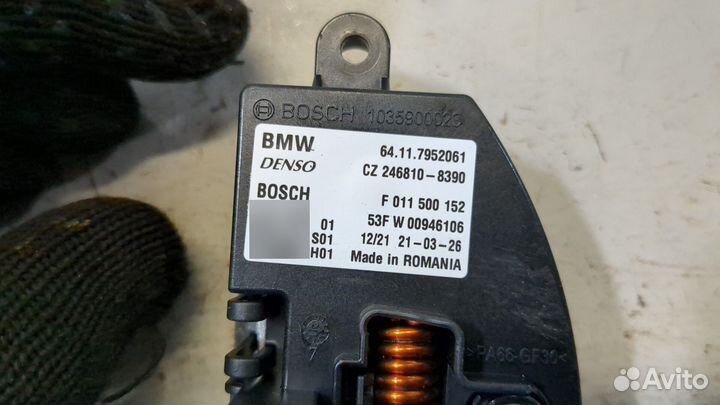 BOSCH 1035900023
BMW 64.11.7952061
DENSO CZ 246810-8390
BOSCH F 011 500 152
01 53F W 00946106
S01 12/21 21-03-26
H01 Made in ROMANIA
7
>PA66-GF30<
Avito